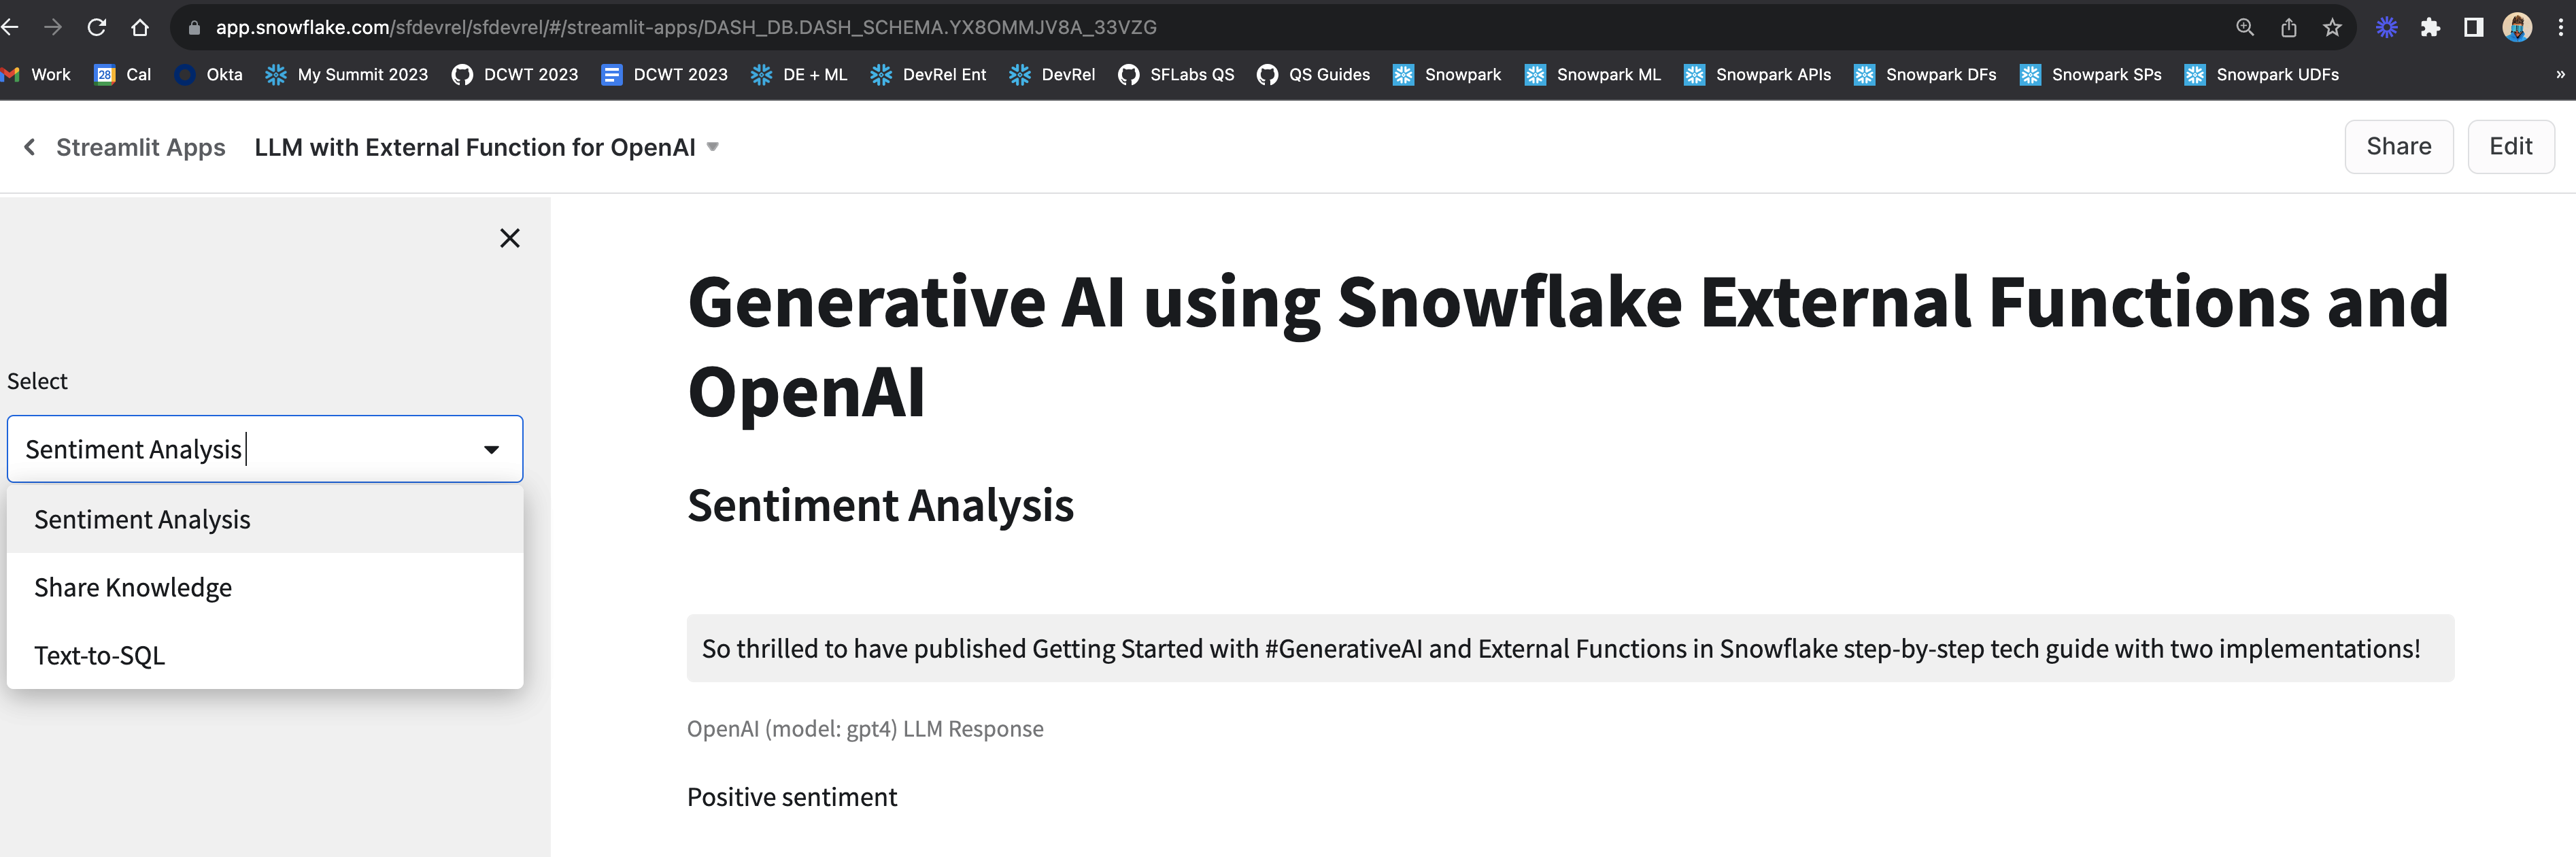 app.snowflake.com/sfdevrel/sfdevrel/#/streamlit-apps/DASH_DB.DASH_SCHEMA.YX8OMMJV8A_33VZG
Work 28 Cal Okta My Summit 2023 DCWT 2023 DCWT 2023 DE + ML DevRel Ent DevRel SFLabs QS QS Guides Snowpark Snowpark ML Snowpark APIs Snowpark DFs Snowpark SPs Snowpark UDFs »
Streamlit Apps LLM with External Function for OpenAI Share Edit
Select
Sentiment Analysis
Sentiment Analysis
Share Knowledge
Text-to-SQL
Generative AI using Snowflake External Functions and
OpenAI
Sentiment Analysis
So thrilled to have published Getting Started with #GenerativeAI and External Functions in Snowflake step-by-step tech guide with two implementations!
OpenAI (model: gpt4) LLM Response
Positive sentiment